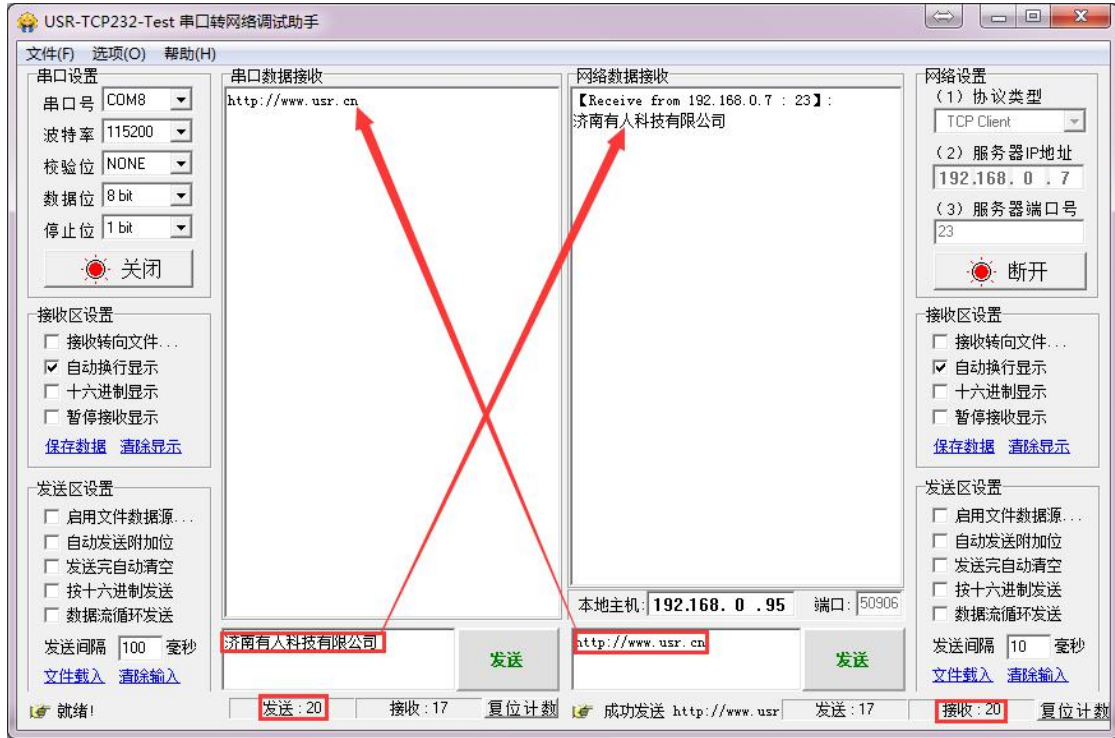 USR-TCP232-Test 串口转网络调试助手
文件(F) 选项(O) 帮助(H)
串口设置
串口号 COM8
波特率 115200
校验位 NONE
数据位 8 bit
停止位 1 bit
关闭
接收区设置
接收转向文件...
自动换行显示
十六进制显示
暂停接收显示
保存数据 清除显示
发送区设置
启用文件数据源...
自动发送附加位
发送完自动清空
按十六进制发送
数据流循环发送
发送间隔 100 毫秒
文件载入 清除输入
串口数据接收
http://www.usr.cn
济南有人科技有限公司
发送
网络数据接收
【Receive from 192.168.0.7 : 23】:
济南有人科技有限公司
本地主机: 192.168. 0 .95 端口: 50906
http://www.usr.cn
发送
网络设置
(1) 协议类型
TCP Client
(2) 服务器IP地址
192.168. 0 . 7
(3) 服务器端口号
23
断开
接收区设置
接收转向文件...
自动换行显示
十六进制显示
暂停接收显示
保存数据 清除显示
发送区设置
启用文件数据源...
自动发送附加位
发送完自动清空
按十六进制发送
数据流循环发送
发送间隔 10 毫秒
文件载入 清除输入
就绪! 发送:20 接收:17 复位计数 成功发送 http://www.usr 发送:17 接收:20 复位计数